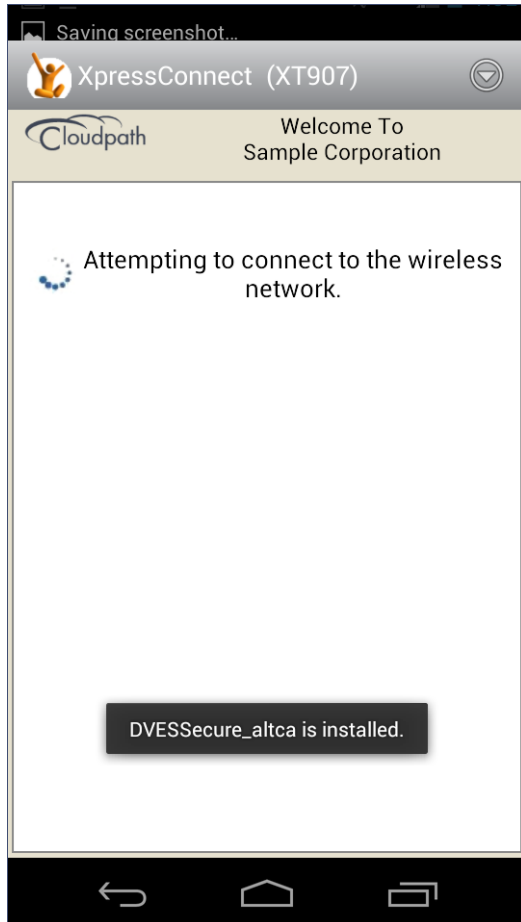 Saving screenshot...
XpressConnect (XT907)
Cloudpath
Welcome To
Sample Corporation
Attempting to connect to the wireless
network.
DVESSecure_altca is installed.